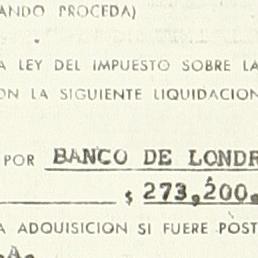 ANDO PROCEDA)
A LEY DEL IMPUESTO SOBRE LA
ON LA SIGUIENTE LIQUIDACION
POR BANCO DE LONDR
$ 273,200.
A ADQUISICION SI FUERE POST
.A.